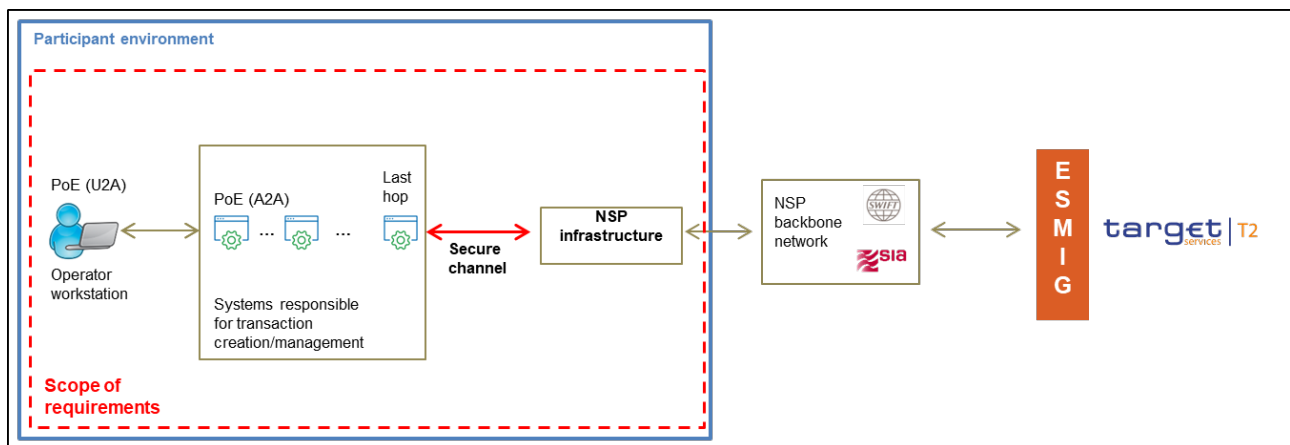 Participant environment
PoE (U2A)
Operator
workstation
PoE (A2A)
... ...
Last
hop
Systems responsible
for transaction
creation/management
Secure
channel
NSP
infrastructure
Scope of
requirements
NSP
backbone
network
SWIFT
sia
E
S
M
I
G
target
services
T2